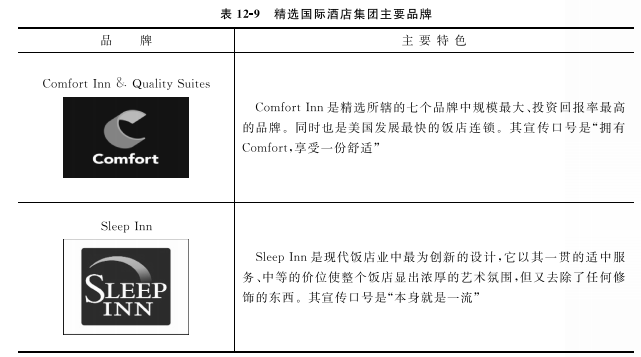 表 12-9 精选国际酒店集团主要品牌
品 牌
主 要 特 色
Comfort Inn & Quality Suites
Comfort
Comfort Inn 是精选所辖的七个品牌中规模最大、投资回报率最高
的品牌。同时也是美国发展最快的饭店连锁。其宣传口号是“拥有
Comfort,享受一份舒适”
Sleep Inn
SLEEP
INN
Sleep Inn 是现代饭店业中最为创新的设计,它以其一贯的适中服
务、中等的价位使整个饭店显出浓厚的艺术氛围,但又去除了任何修
饰的东西。其宣传口号是“本身就是一流”